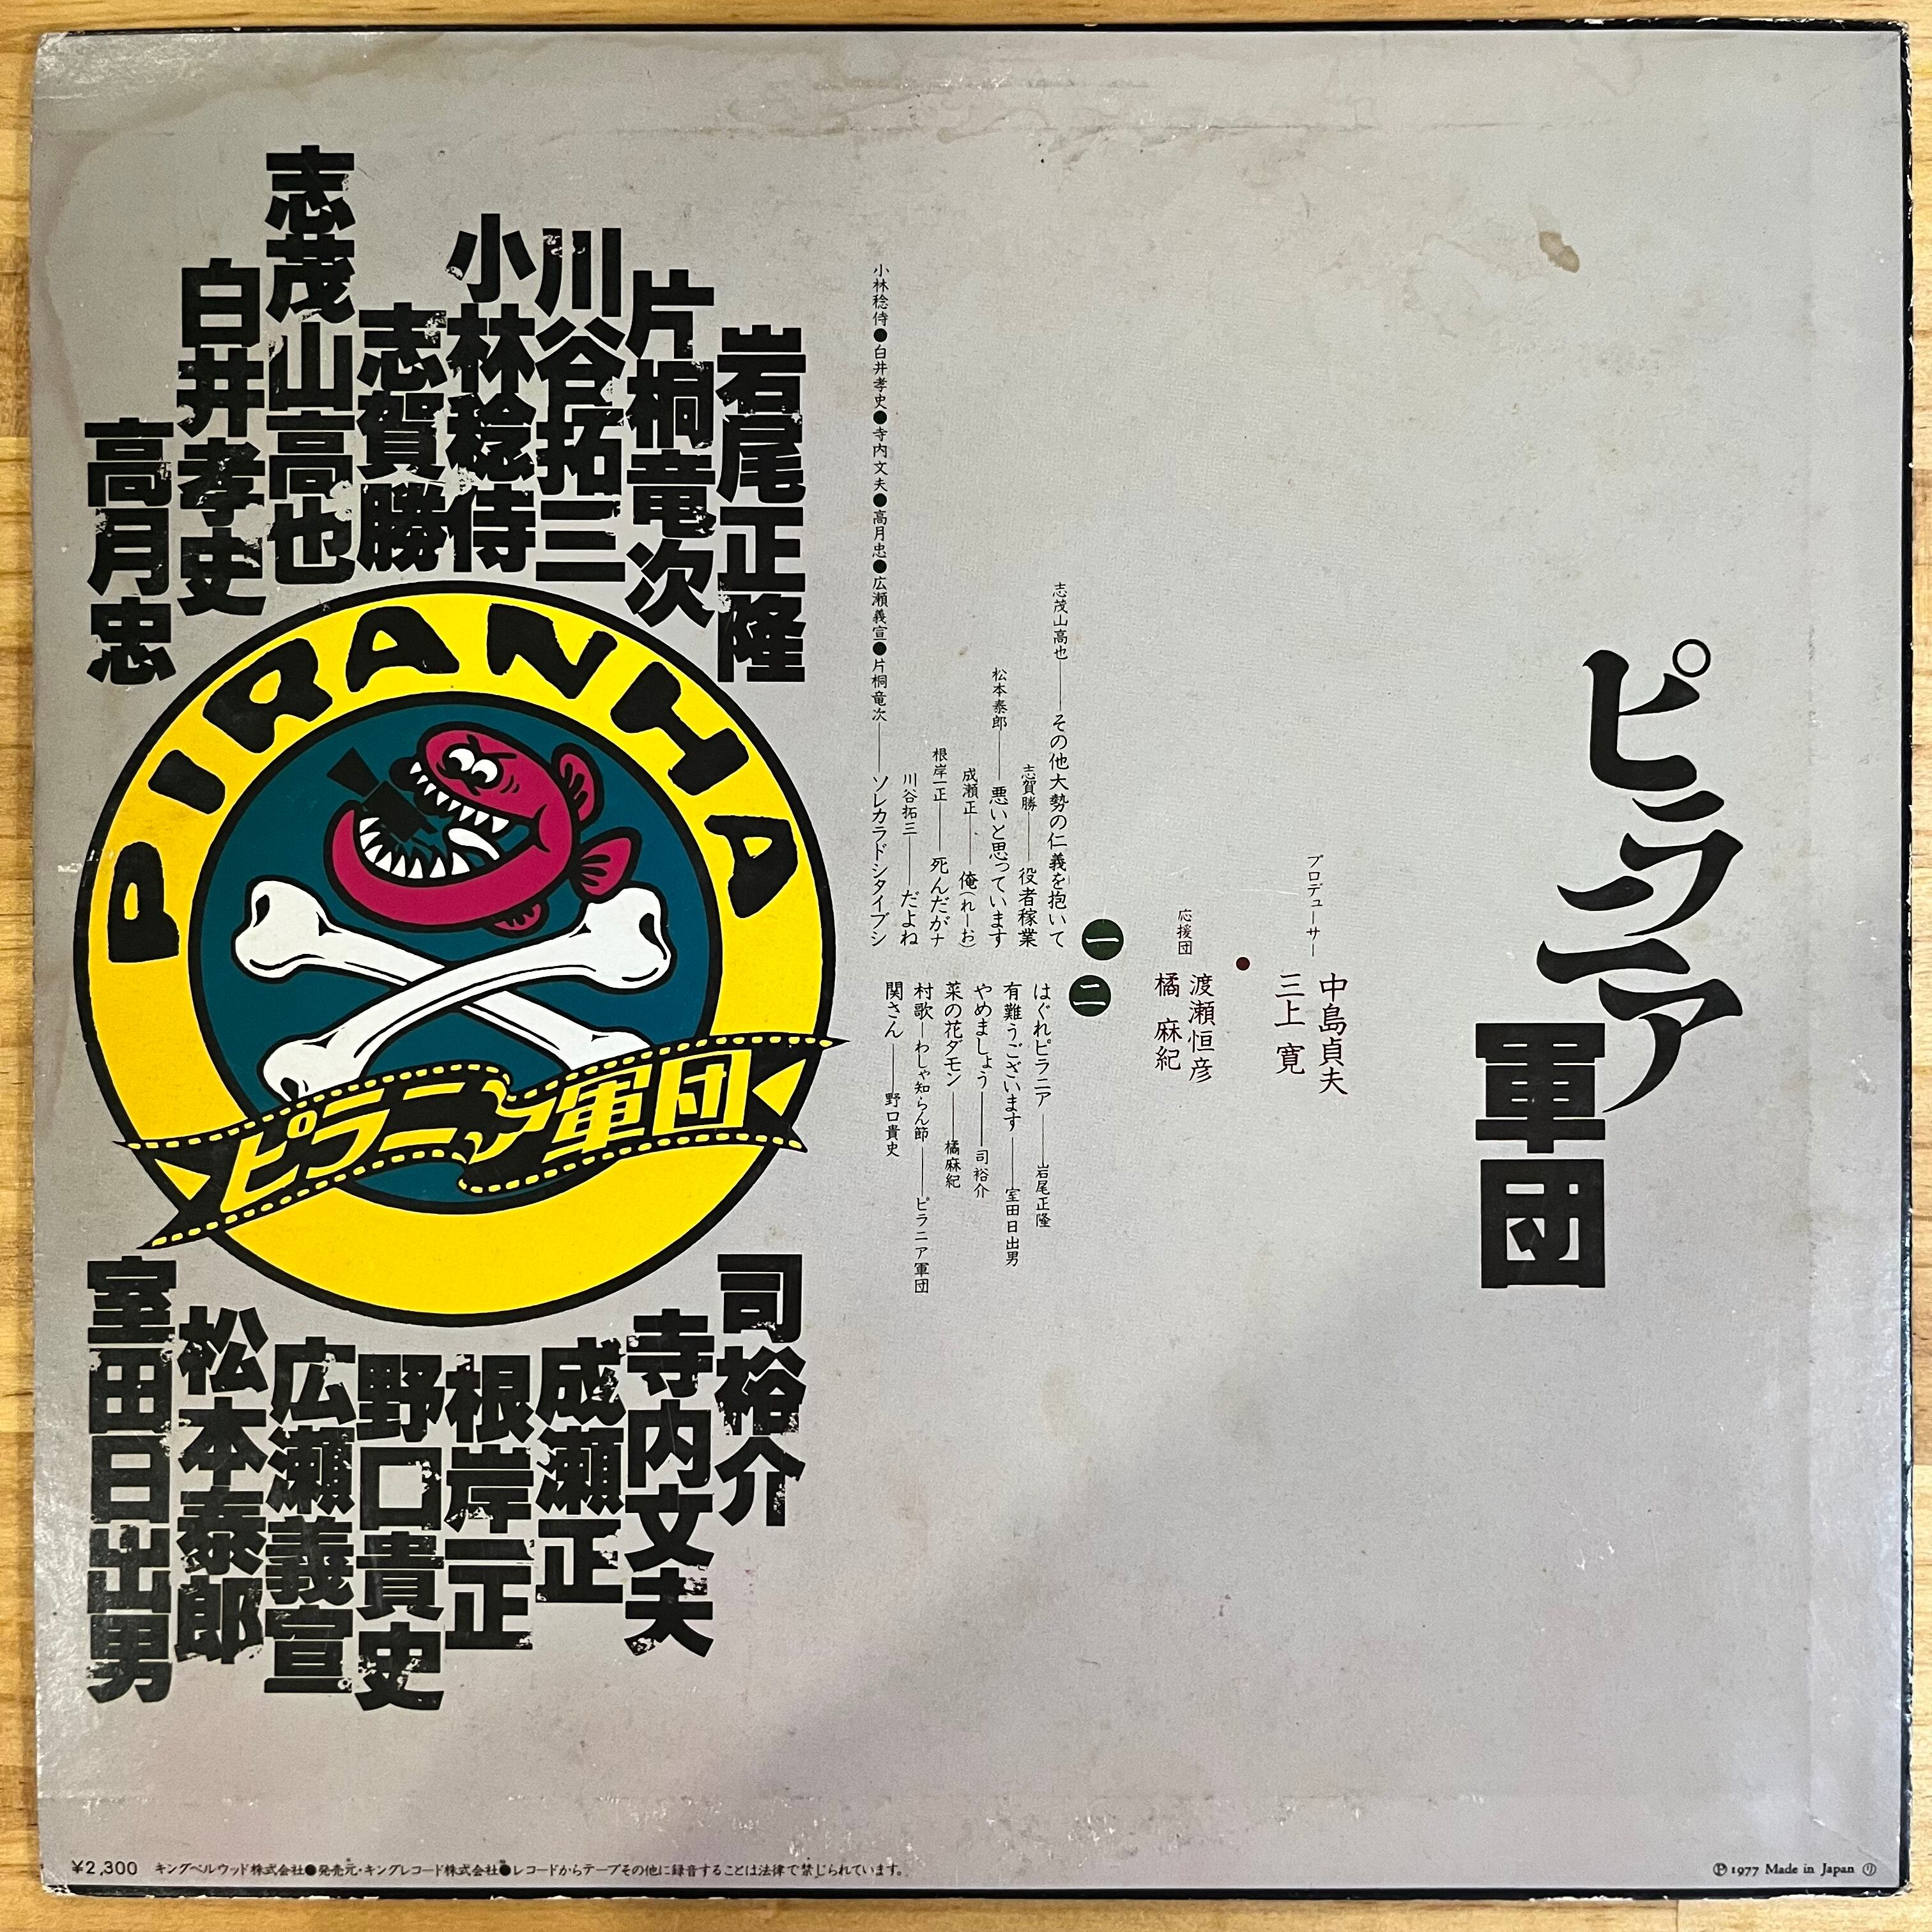 ピラニア
軍団
プロデューサー
中島貞夫
三上 寛
●
応援団
渡瀬恒彦
橘 麻紀
一
志茂山高也―その他大勢の仁義を抱いて
志賀勝―役者稼業
松本泰郎―悪いと思っています
成瀬正―俺(れーお)
根岸一正―死んだがナ
川谷拓三―だよね
小林稔侍●白井孝史●寺内文夫●高月忠●広瀬義宣●片桐竜次―ソレカラドシタイブシ
二
はぐれピラニア―岩尾正隆
有難うございます―室田日出男
やめましょう―司裕介
菜の花ダモン―橘麻紀
村歌―わしゃ知らん節―ピラニア軍団
関さん―野口貴史
岩尾正隆
片桐竜次
川谷拓三
小林稔侍
志賀勝
志茂山高也
白井孝史
高月忠
PIRANHA
ピラニア軍団
司裕介
寺内文夫
成瀬正
根岸一正
野口貴史
広瀬義宣
松本泰郎
室田日出男
¥2,300 キングベルウッド株式会社●発売元・キングレコード株式会社●レコードからテープその他に録音することは法律で禁じられています。
Ⓟ1977 Made in Japan ㋷